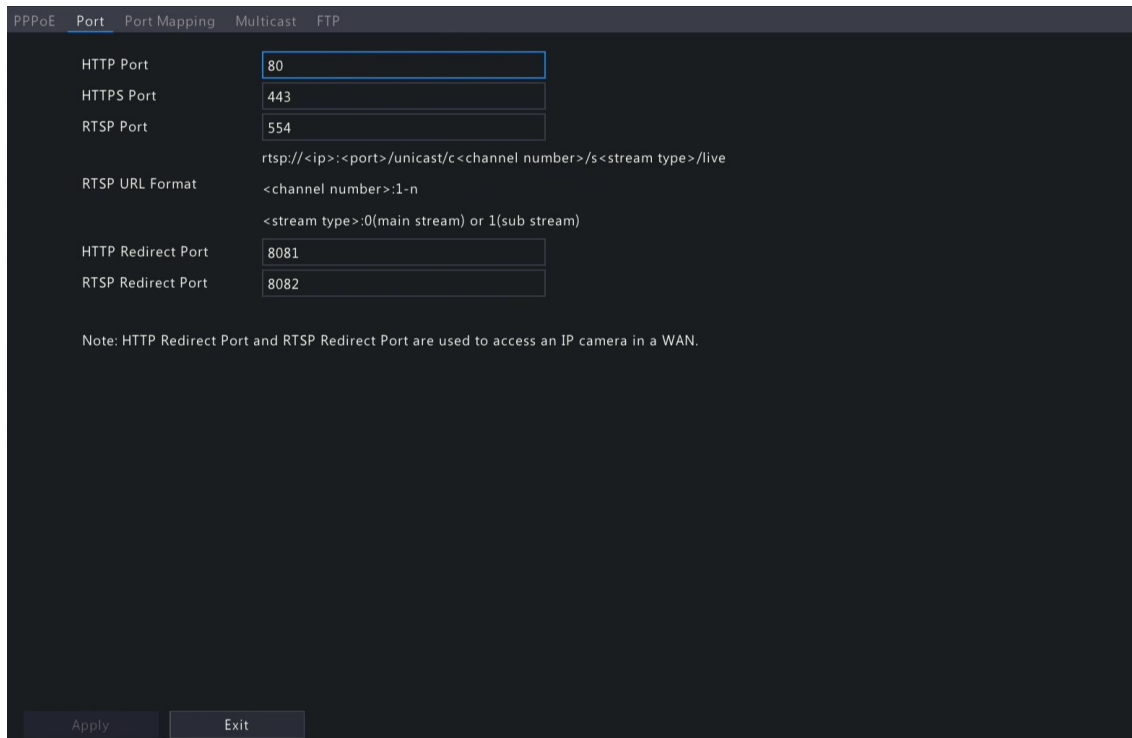 PPPoE Port Port Mapping Multicast FTP
HTTP Port 80
HTTPS Port 443
RTSP Port 554
rtsp://<ip>:<port>/unicast/c<channel number>/s<stream type>/live
RTSP URL Format <channel number>:1-n
<stream type>:0(main stream) or 1(sub stream)
HTTP Redirect Port 8081
RTSP Redirect Port 8082
Note: HTTP Redirect Port and RTSP Redirect Port are used to access an IP camera in a WAN.
Apply Exit